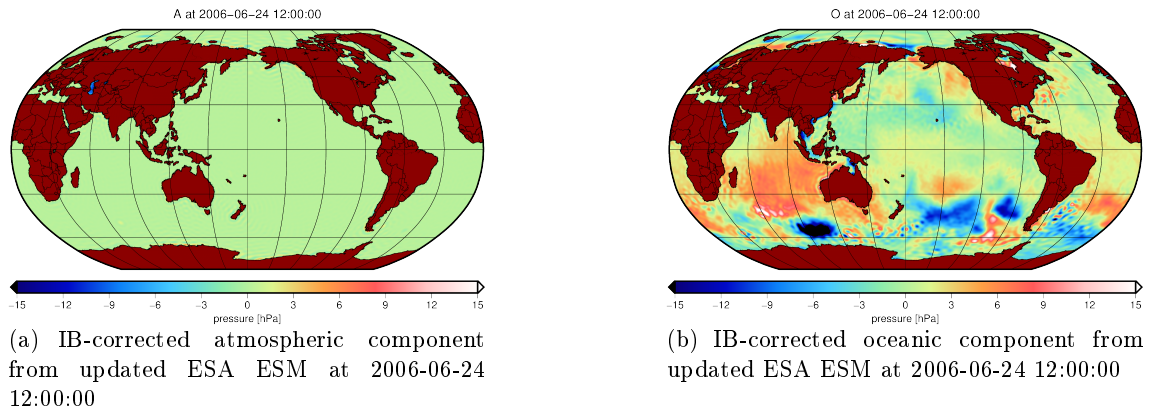 A at 2006−06−24 12:00:00
−15 −12 −9 −6 −3 0 3 6 9 12 15
pressure [hPa]
(a) IB-corrected atmospheric component
from updated ESA ESM at 2006-06-24
12:00:00
O at 2006−06−24 12:00:00
−15 −12 −9 −6 −3 0 3 6 9 12 15
pressure [hPa]
(b) IB-corrected oceanic component from
updated ESA ESM at 2006-06-24 12:00:00